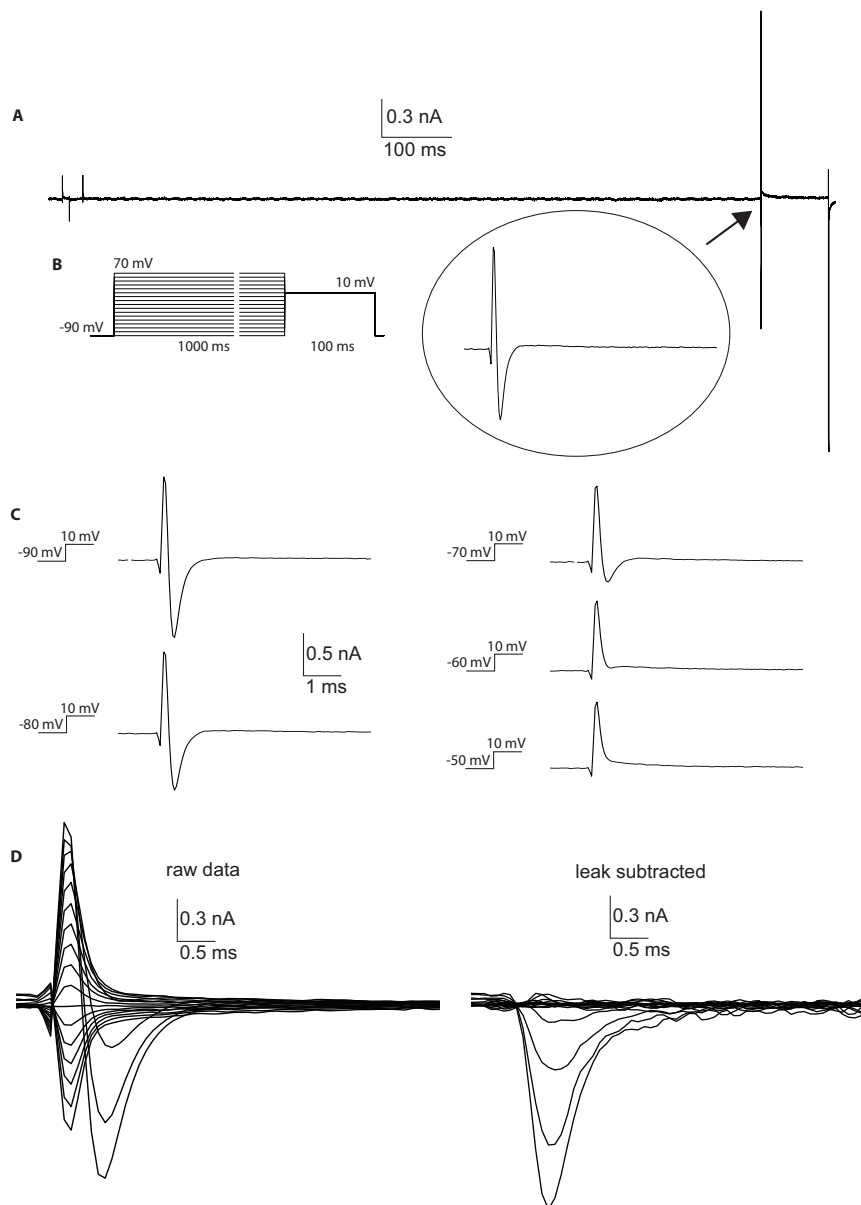 A
0.3 nA
100 ms
B
70 mV
10 mV
-90 mV
1000 ms
100 ms
C
10 mV
-90 mV
10 mV
-70 mV
0.5 nA
1 ms
10 mV
-60 mV
10 mV
-80 mV
10 mV
-50 mV
D
raw data
leak subtracted
0.3 nA
0.5 ms
0.3 nA
0.5 ms